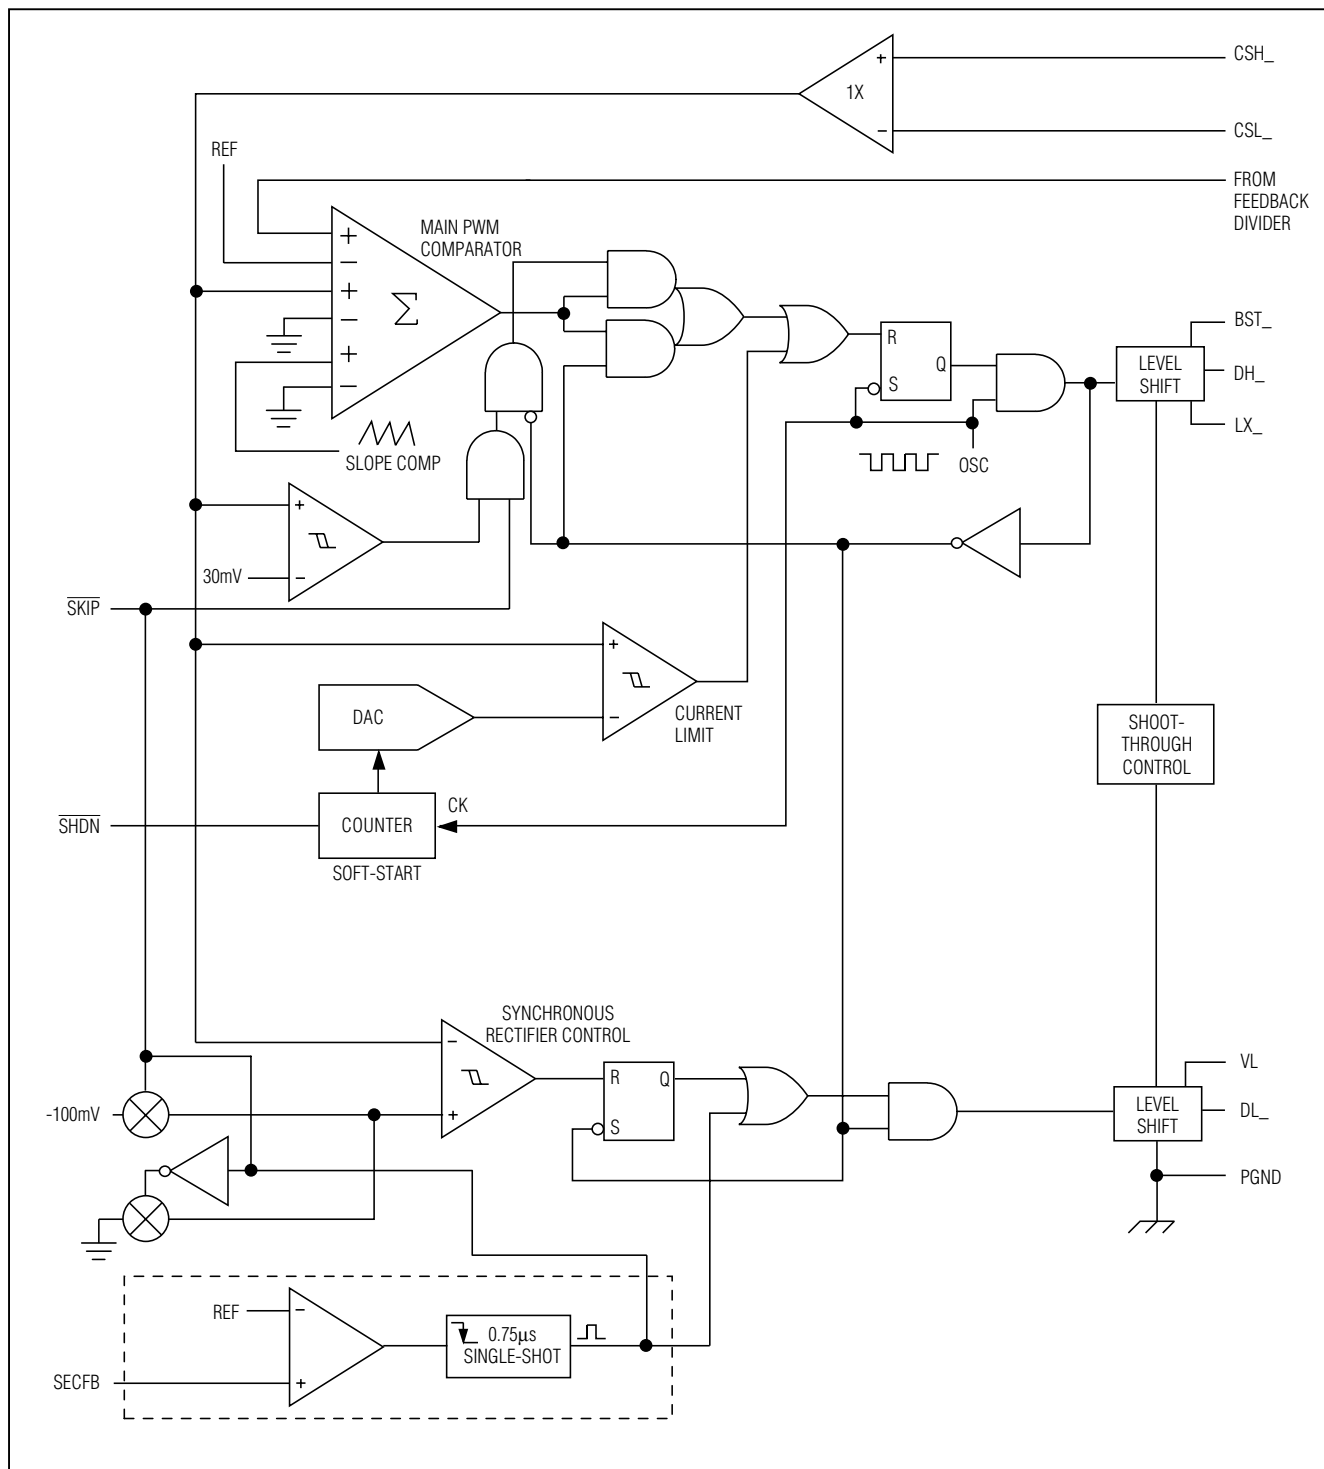 CSH_
1X
+
−
CSL_
REF
FROM
FEEDBACK
DIVIDER
MAIN PWM
COMPARATOR
+
−
+
−
+
−
Σ
BST_
R
Q
S
LEVEL
SHIFT
DH_
LX_
SLOPE COMP
OSC
+
−
30mV
SKIP
+
−
DAC
CURRENT
LIMIT
SHOOT-
THROUGH
CONTROL
CK
SHDN
COUNTER
SOFT-START
SYNCHRONOUS
RECTIFIER CONTROL
−
+
R
Q
S
VL
-100mV
LEVEL
SHIFT
DL_
PGND
REF
−
+
0.75µs
SINGLE-SHOT
SECFB